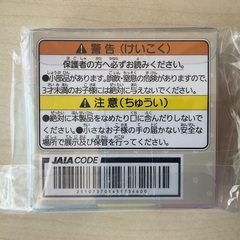 ⚠警告(けいこく)
保護者の方へ必ずお読みください。
●小部品があります。誤飲・窒息の危険がありますので、
3才未満のお子様には絶対に与えないでください。
⚠注意(ちゅうい)
●絶対に本製品をなめたり口に含んだりしないで
ください。●小さなお子様の手の届かない安全な
場所で展示及び保管を行ってください。
JAIA CODE